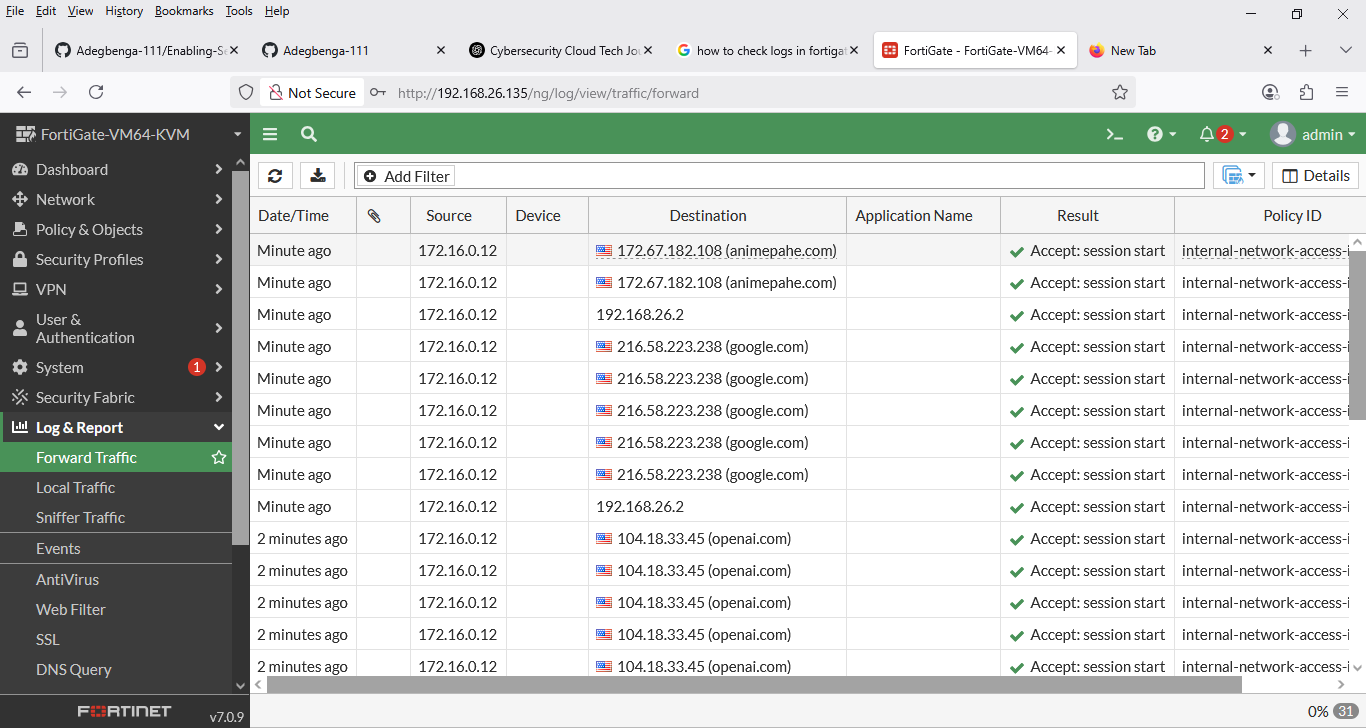 File Edit View History Bookmarks Tools Help
Adegbenga-111/Enabling-Se
Adegbenga-111
Cybersecurity Cloud Tech Jou
how to check logs in fortigat
FortiGate - FortiGate-VM64-
New Tab
Not Secure http://192.168.26.135/ng/log/view/traffic/forward
FortiGate-VM64-KVM
Dashboard
Network
Policy & Objects
Security Profiles
VPN
User &
Authentication
System 1
Security Fabric
Log & Report
Forward Traffic
Local Traffic
Sniffer Traffic
Events
AntiVirus
Web Filter
SSL
DNS Query
FORTINET v7.0.9
>_ ? 2 admin
Add Filter Details
Date/Time Source Device Destination Application Name Result Policy ID
Minute ago 172.16.0.12 172.67.182.108 (animepahe.com) Accept: session start internal-network-access-i
Minute ago 172.16.0.12 172.67.182.108 (animepahe.com) Accept: session start internal-network-access-i
Minute ago 172.16.0.12 192.168.26.2 Accept: session start internal-network-access-i
Minute ago 172.16.0.12 216.58.223.238 (google.com) Accept: session start internal-network-access-i
Minute ago 172.16.0.12 216.58.223.238 (google.com) Accept: session start internal-network-access-i
Minute ago 172.16.0.12 216.58.223.238 (google.com) Accept: session start internal-network-access-i
Minute ago 172.16.0.12 216.58.223.238 (google.com) Accept: session start internal-network-access-i
Minute ago 172.16.0.12 216.58.223.238 (google.com) Accept: session start internal-network-access-i
Minute ago 172.16.0.12 192.168.26.2 Accept: session start internal-network-access-i
2 minutes ago 172.16.0.12 104.18.33.45 (openai.com) Accept: session start internal-network-access-i
2 minutes ago 172.16.0.12 104.18.33.45 (openai.com) Accept: session start internal-network-access-i
2 minutes ago 172.16.0.12 104.18.33.45 (openai.com) Accept: session start internal-network-access-i
2 minutes ago 172.16.0.12 104.18.33.45 (openai.com) Accept: session start internal-network-access-i
2 minutes ago 172.16.0.12 104.18.33.45 (openai.com) Accept: session start internal-network-access-i
0% 31